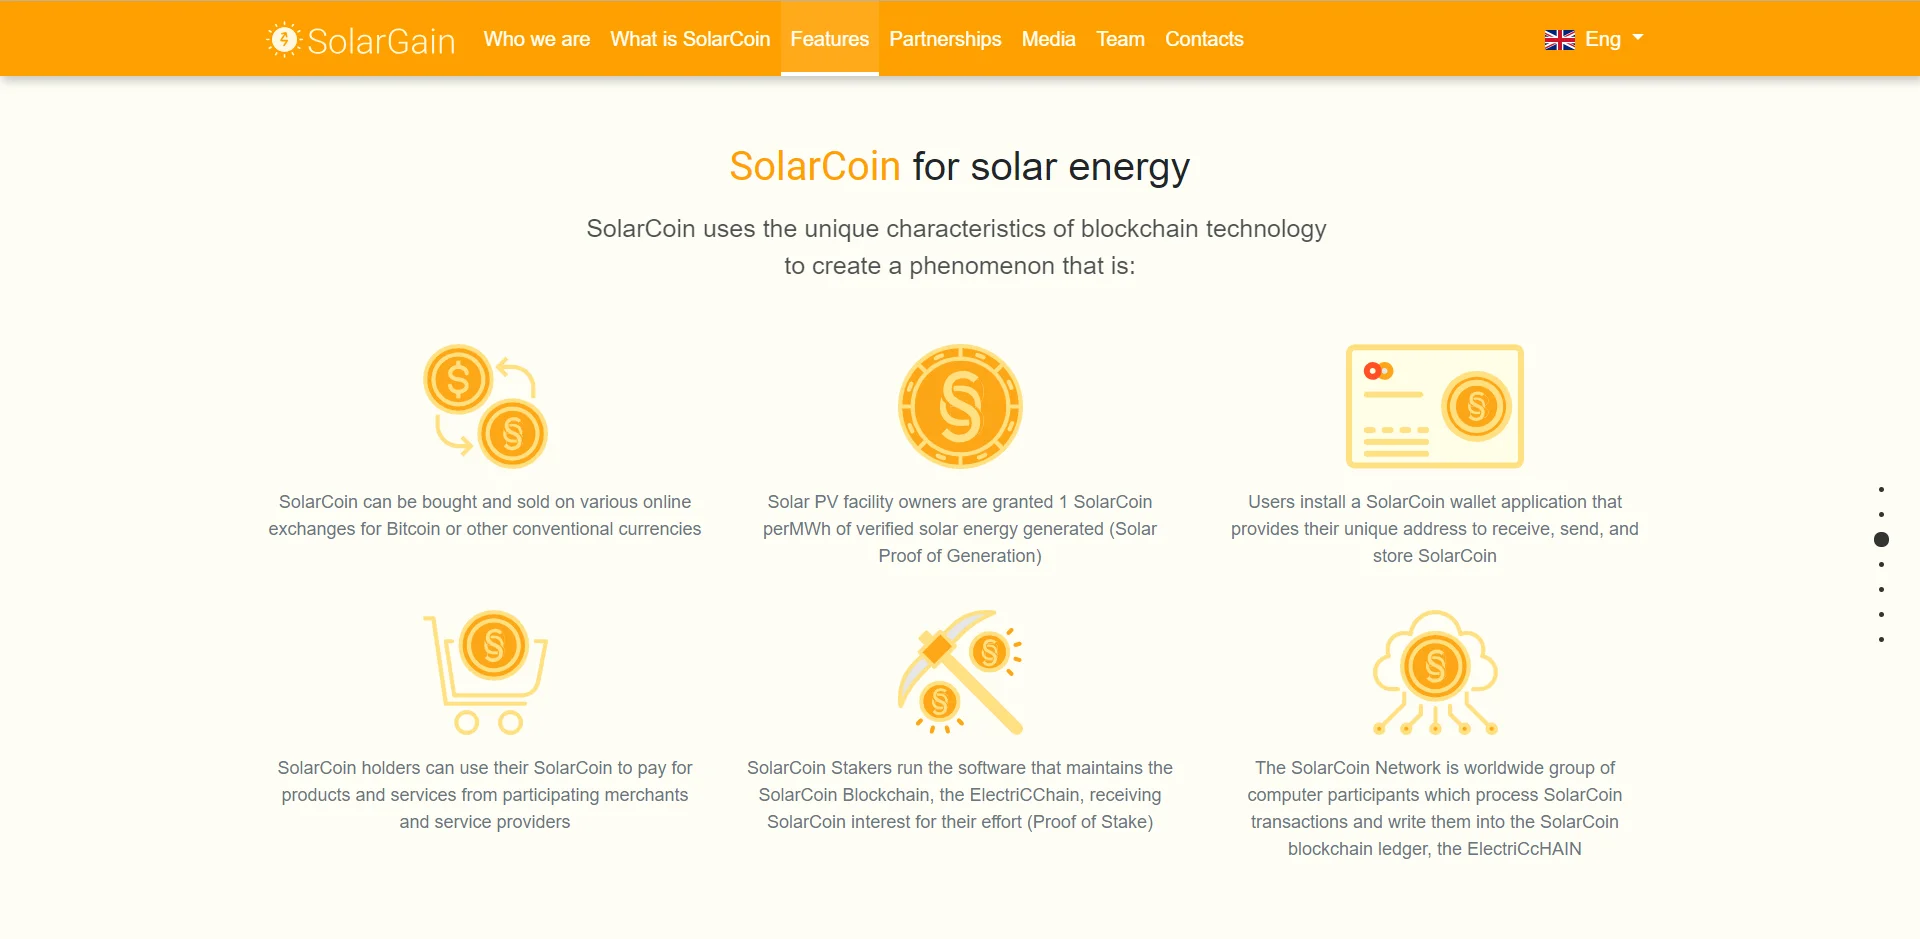 SolarGain Who we are What is SolarCoin Features Partnerships Media Team Contacts Eng
SolarCoin for solar energy
SolarCoin uses the unique characteristics of blockchain technology
to create a phenomenon that is:
SolarCoin can be bought and sold on various online
exchanges for Bitcoin or other conventional currencies
Solar PV facility owners are granted 1 SolarCoin
perMWh of verified solar energy generated (Solar
Proof of Generation)
Users install a SolarCoin wallet application that
provides their unique address to receive, send, and
store SolarCoin
SolarCoin holders can use their SolarCoin to pay for
products and services from participating merchants
and service providers
SolarCoin Stakers run the software that maintains the
SolarCoin Blockchain, the ElectriCChain, receiving
SolarCoin interest for their effort (Proof of Stake)
The SolarCoin Network is worldwide group of
computer participants which process SolarCoin
transactions and write them into the SolarCoin
blockchain ledger, the ElectriCcHAIN